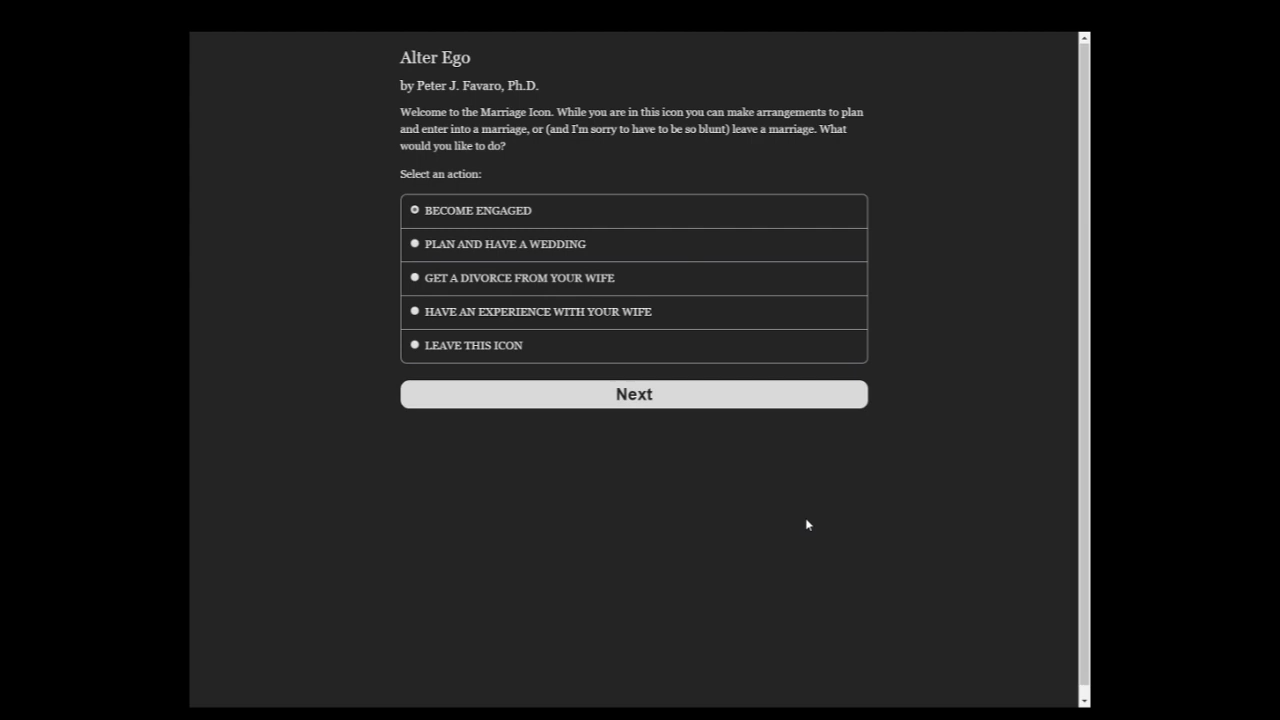 Alter Ego
by Peter J. Favaro, Ph.D.
Welcome to the Marriage Icon. While you are in this icon you can make arrangements to plan
and enter into a marriage, or (and I'm sorry to have to be so blunt) leave a marriage. What
would you like to do?
Select an action:
BECOME ENGAGED
PLAN AND HAVE A WEDDING
GET A DIVORCE FROM YOUR WIFE
HAVE AN EXPERIENCE WITH YOUR WIFE
LEAVE THIS ICON
Next